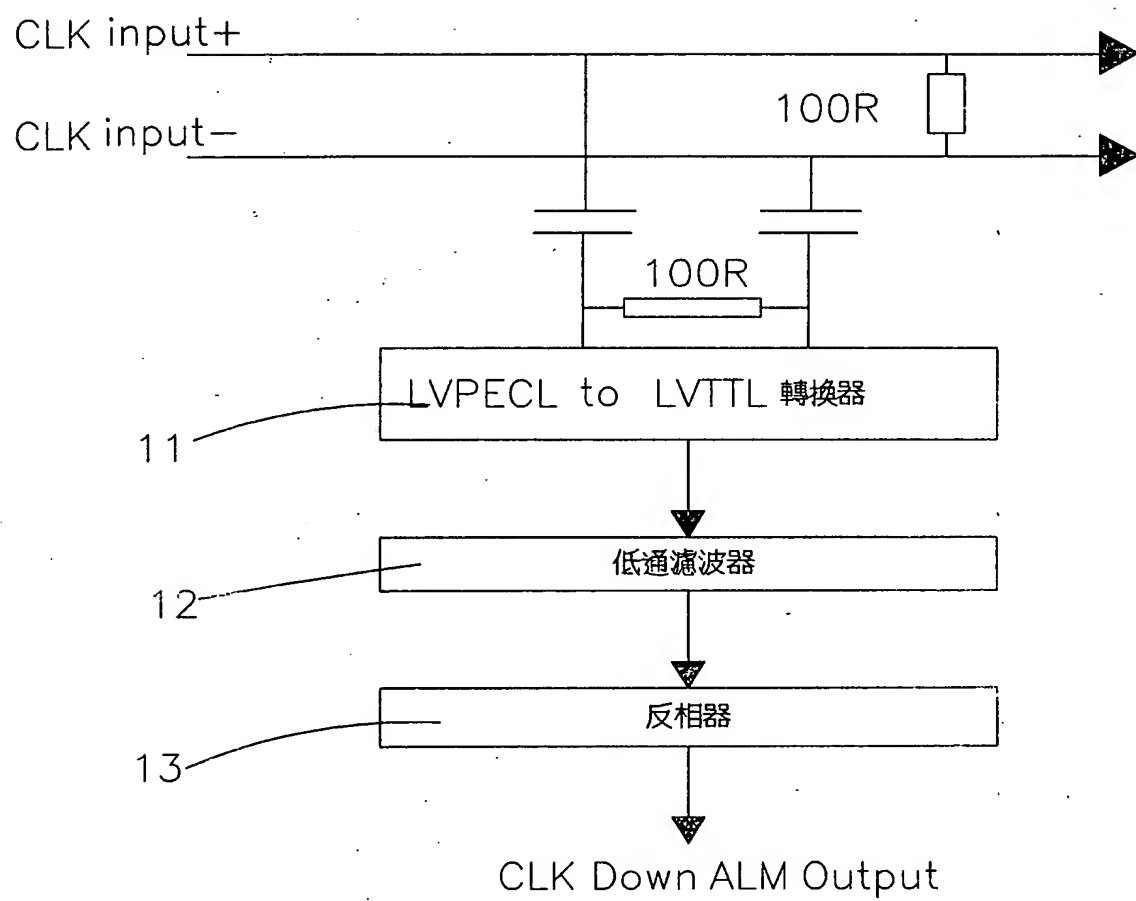 CLK input+
100R
CLK input-
100R
LVPECL to LVTTL 轉換器
11
低通濾波器
12
反相器
13
CLK Down ALM Output